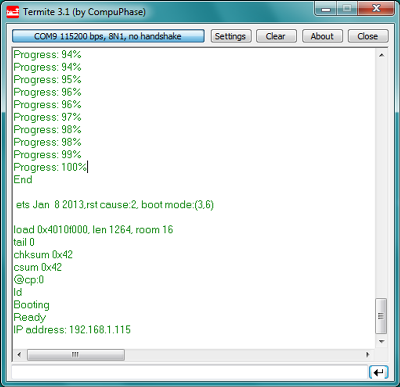 Termite 3.1 (by CompuPhase)
COM9 115200 bps, 8N1, no handshake
Settings
Clear
About
Close
Progress: 94%
Progress: 94%
Progress: 95%
Progress: 96%
Progress: 96%
Progress: 97%
Progress: 98%
Progress: 98%
Progress: 99%
Progress: 100%
End
ets Jan  8 2013,rst cause:2, boot mode:(3,6)
load 0x4010f000, len 1264, room 16
tail 0
chksum 0x42
csum 0x42
@cp:0
ld
Booting
Ready
IP address: 192.168.1.115